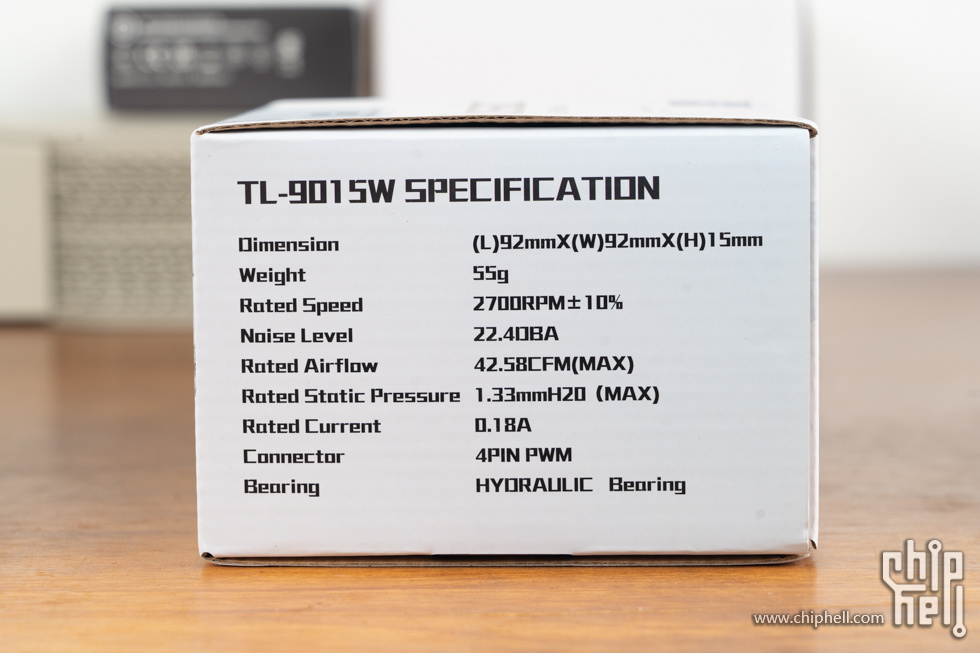 TL-9015W SPECIFICATION
Dimension (L)92mmX(W)92mmX(H)15mm
Weight 55g
Rated Speed 2700RPM±10%
Noise Level 22.4DBA
Rated Airflow 42.58CFM(MAX)
Rated Static Pressure 1.33mmH2O (MAX)
Rated Current 0.18A
Connector 4PIN PWM
Bearing HYDRAULIC Bearing
www.chiphell.com
chip
hell